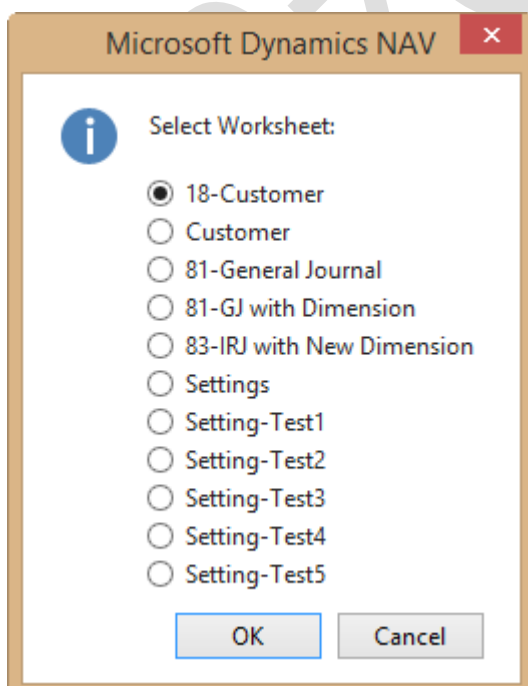 Microsoft Dynamics NAV
Select Worksheet:
18-Customer
Customer
81-General Journal
81-GJ with Dimension
83-IRJ with New Dimension
Settings
Setting-Test1
Setting-Test2
Setting-Test3
Setting-Test4
Setting-Test5
OK Cancel